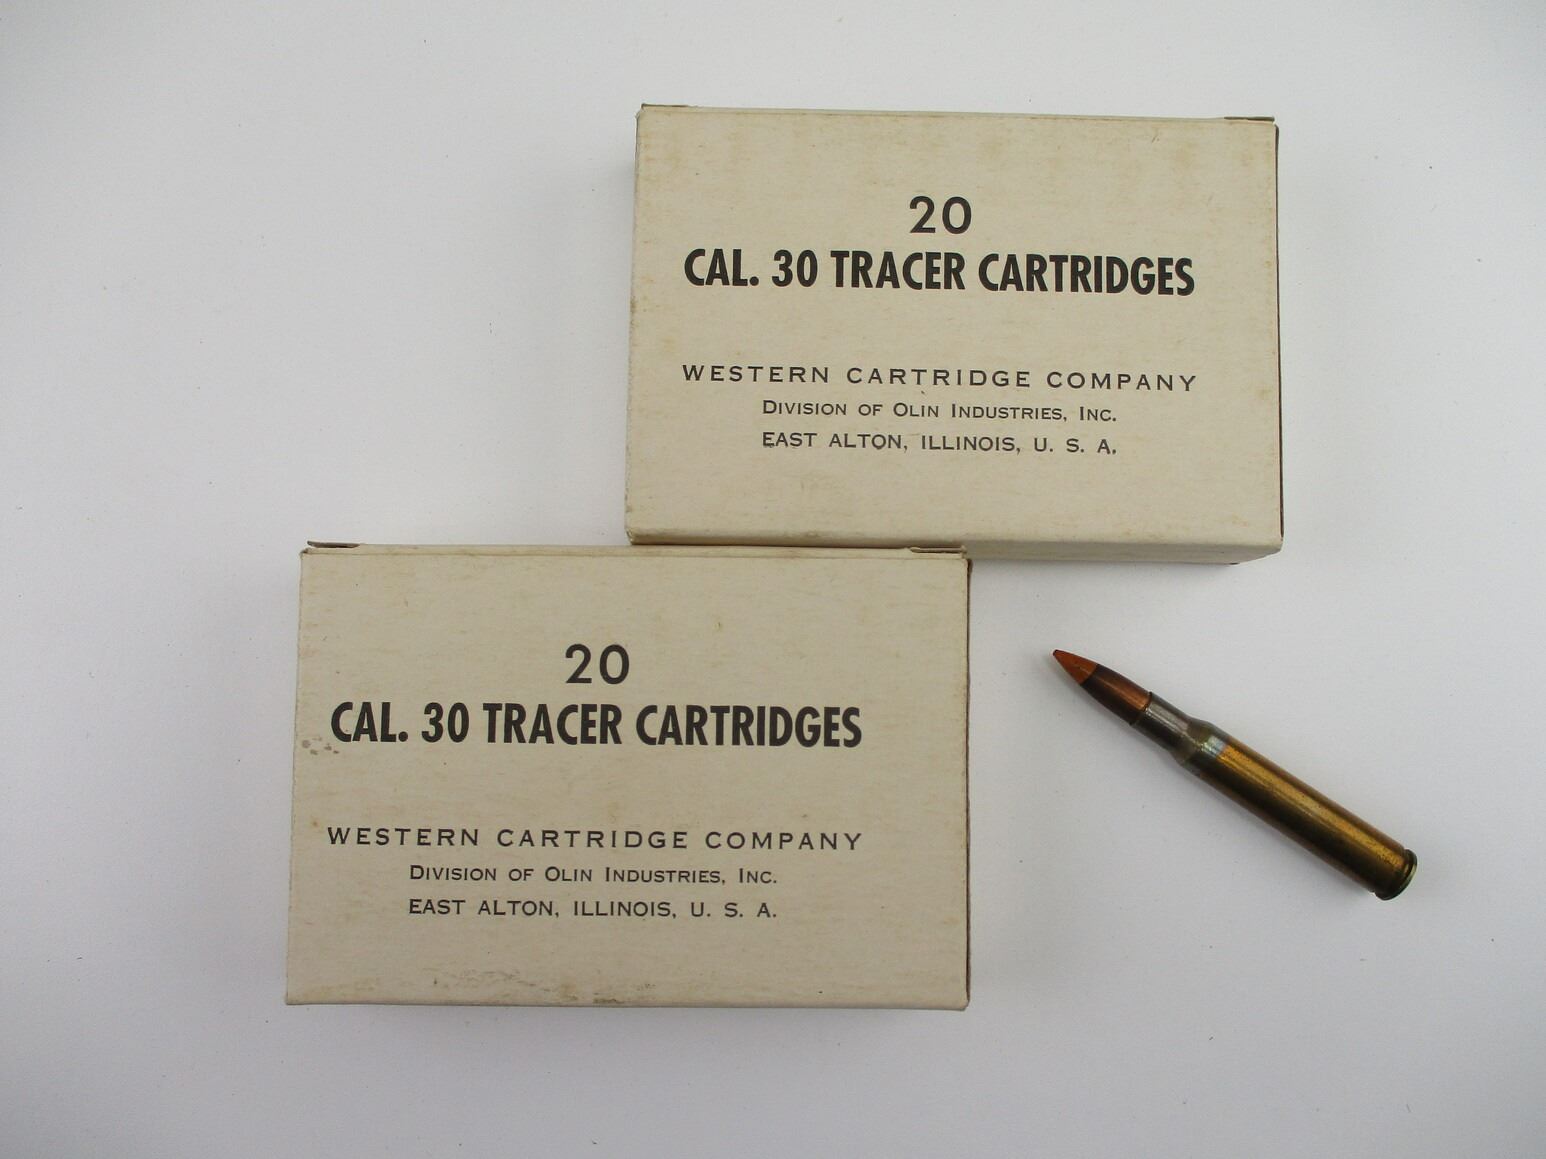 20
CAL. 30 TRACER CARTRIDGES
WESTERN CARTRIDGE COMPANY
DIVISION OF OLIN INDUSTRIES, INC.
EAST ALTON, ILLINOIS, U. S. A.
20
CAL. 30 TRACER CARTRIDGES
WESTERN CARTRIDGE COMPANY
DIVISION OF OLIN INDUSTRIES, INC.
EAST ALTON, ILLINOIS, U. S. A.